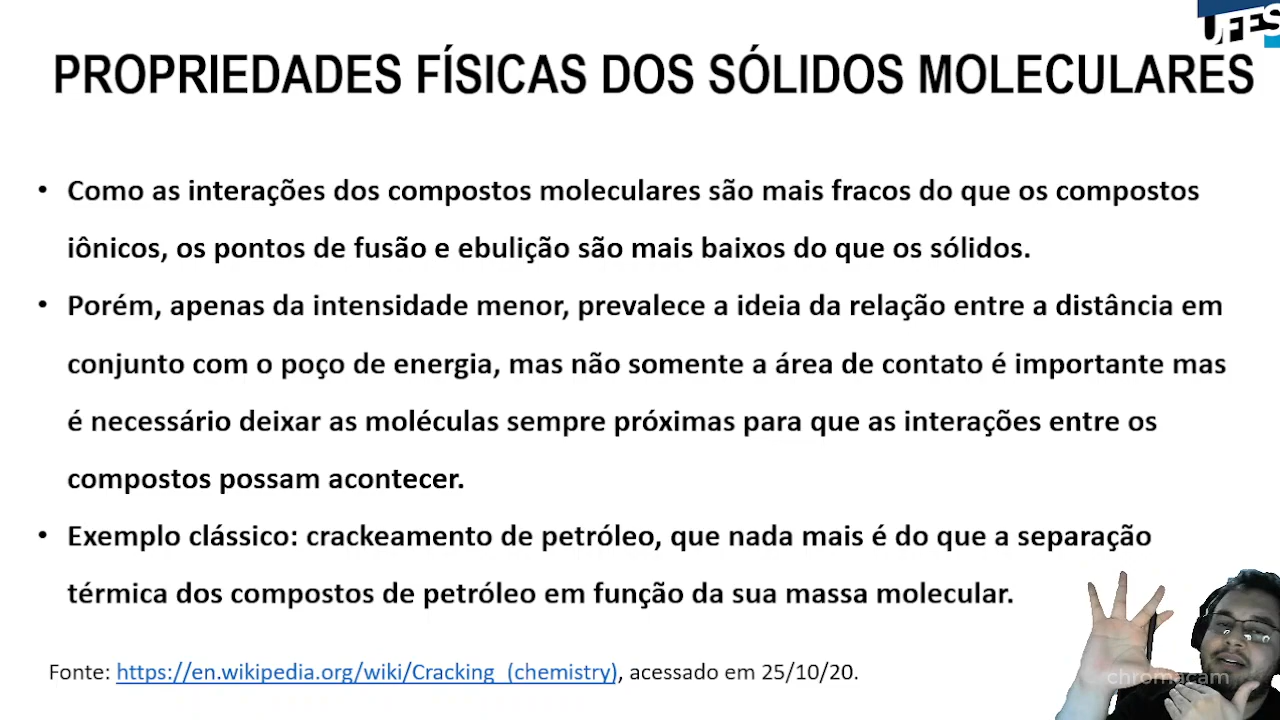 UFES
PROPRIEDADES FÍSICAS DOS SÓLIDOS MOLECULARES
• Como as interações dos compostos moleculares são mais fracos do que os compostos
iônicos, os pontos de fusão e ebulição são mais baixos do que os sólidos.
• Porém, apenas da intensidade menor, prevalece a ideia da relação entre a distância em
conjunto com o poço de energia, mas não somente a área de contato é importante mas
é necessário deixar as moléculas sempre próximas para que as interações entre os
compostos possam acontecer.
• Exemplo clássico: crackeamento de petróleo, que nada mais é do que a separação
térmica dos compostos de petróleo em função da sua massa molecular.
Fonte: https://en.wikipedia.org/wiki/Cracking_(chemistry), acessado em 25/10/20.
chromacam